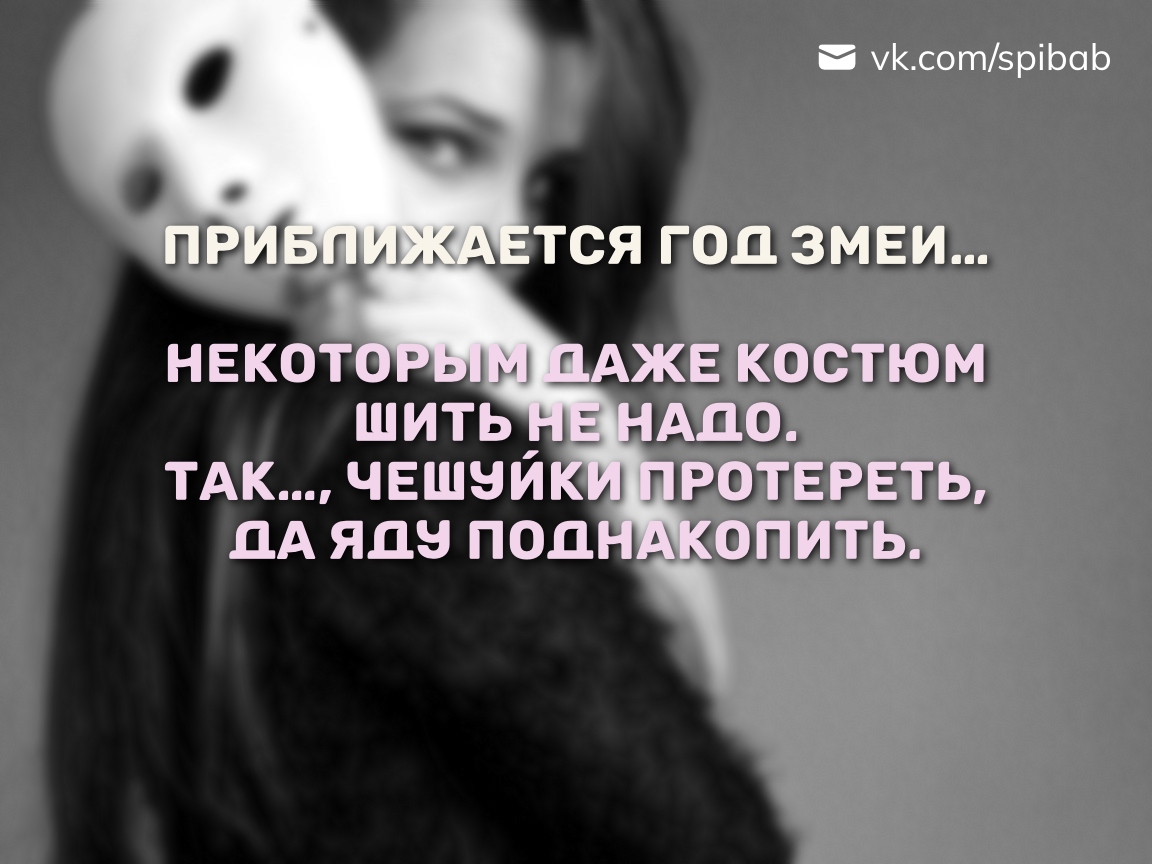 vk.com/spibab
ПРИБЛИЖАЕТСЯ ГОД ЗМЕИ...
НЕКОТОРЫМ ДАЖЕ КОСТЮМ
ШИТЬ НЕ НАДО.
ТАК..., ЧЕШУЙКИ ПРОТЕРЕТЬ,
ДА ЯДУ ПОДНАКОПИТЬ.